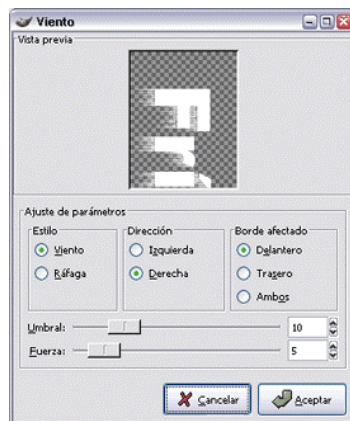 Viento
Vista previa
Fri
Ajuste de parámetros
Estilo
Viento
Ráfaga
Dirección
Izquierda
Derecha
Borde afectado
Delantero
Trasero
Ambos
Umbral: 10
Fuerza: 5
Cancelar
Aceptar